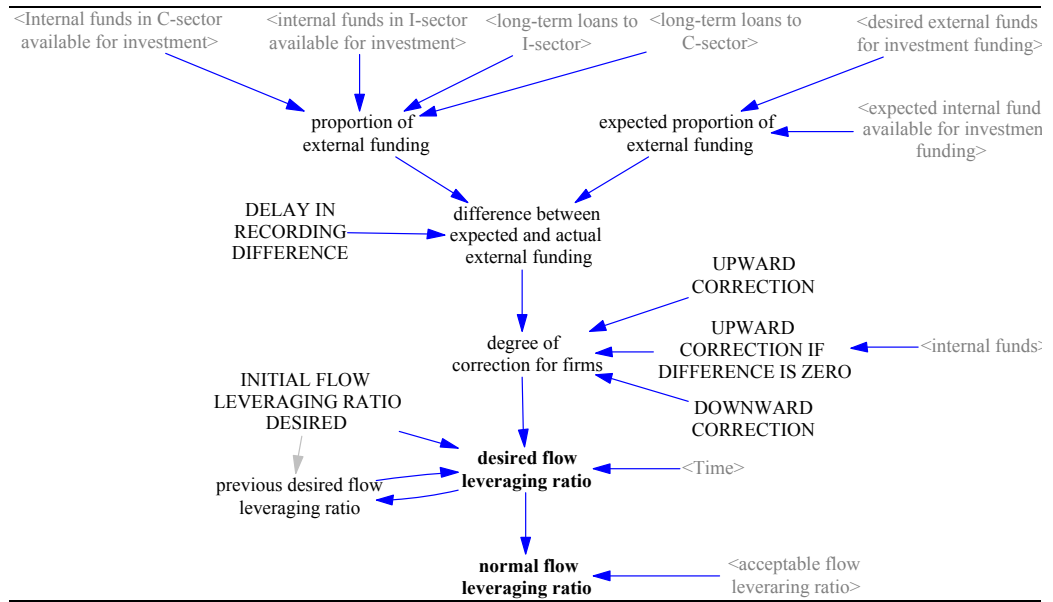 <Internal funds in C-sector
available for investment>
<internal funds in I-sector
available for investment>
<long-term loans to
I-sector>
<long-term loans to
C-sector>
<desired external funds
for investment funding>
proportion of
external funding
expected proportion of
external funding
<expected internal fund
available for investmen
funding>
DELAY IN
RECORDING
DIFFERENCE
difference between
expected and actual
external funding
UPWARD
CORRECTION
degree of
correction for firms
UPWARD
CORRECTION IF
DIFFERENCE IS ZERO
<internal funds>
INITIAL FLOW
LEVERAGING RATIO
DESIRED
DOWNWARD
CORRECTION
desired flow
leveraging ratio
<Time>
previous desired flow
leveraging ratio
normal flow
leveraging ratio
<acceptable flow
leveraring ratio>